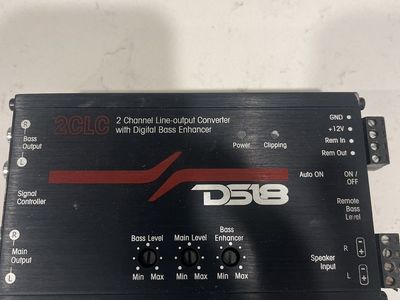 2CLC
2 Channel Line-output Converter
with Digital Bass Enhancer
GND
+12V
Rem In
Rem Out
R
Bass
Output
L
Power
Clipping
Auto ON
ON /
OFF
Signal
Controller
DS18
Remote
Bass
Level
R
Main
Output
L
Bass Level
Main Level
Bass
Enhancer
Min Max
Min Max
Min Max
R
Speaker
Input
L